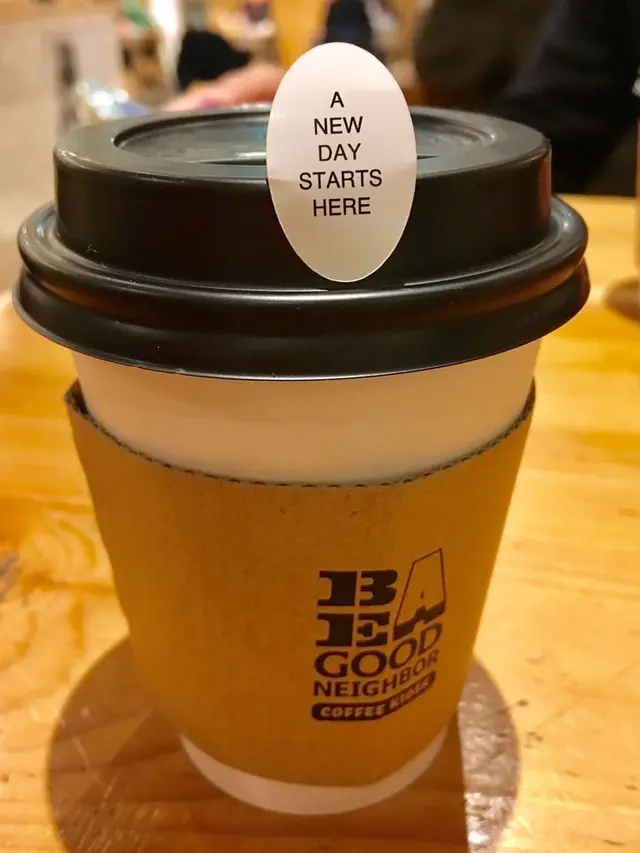 A
NEW
DAY
STARTS
HERE
BE A
GOOD
NEIGHBOR
COFFEE KIOSK